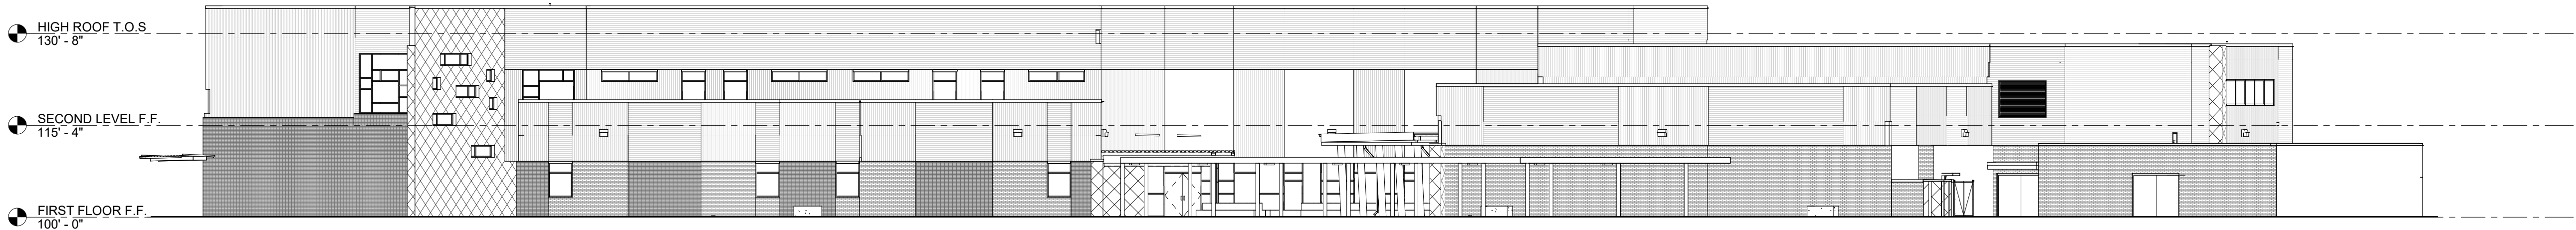 HIGH ROOF T.O.S
130' - 8"
SECOND LEVEL F.F.
115' - 4"
FIRST FLOOR F.F.
100' - 0"